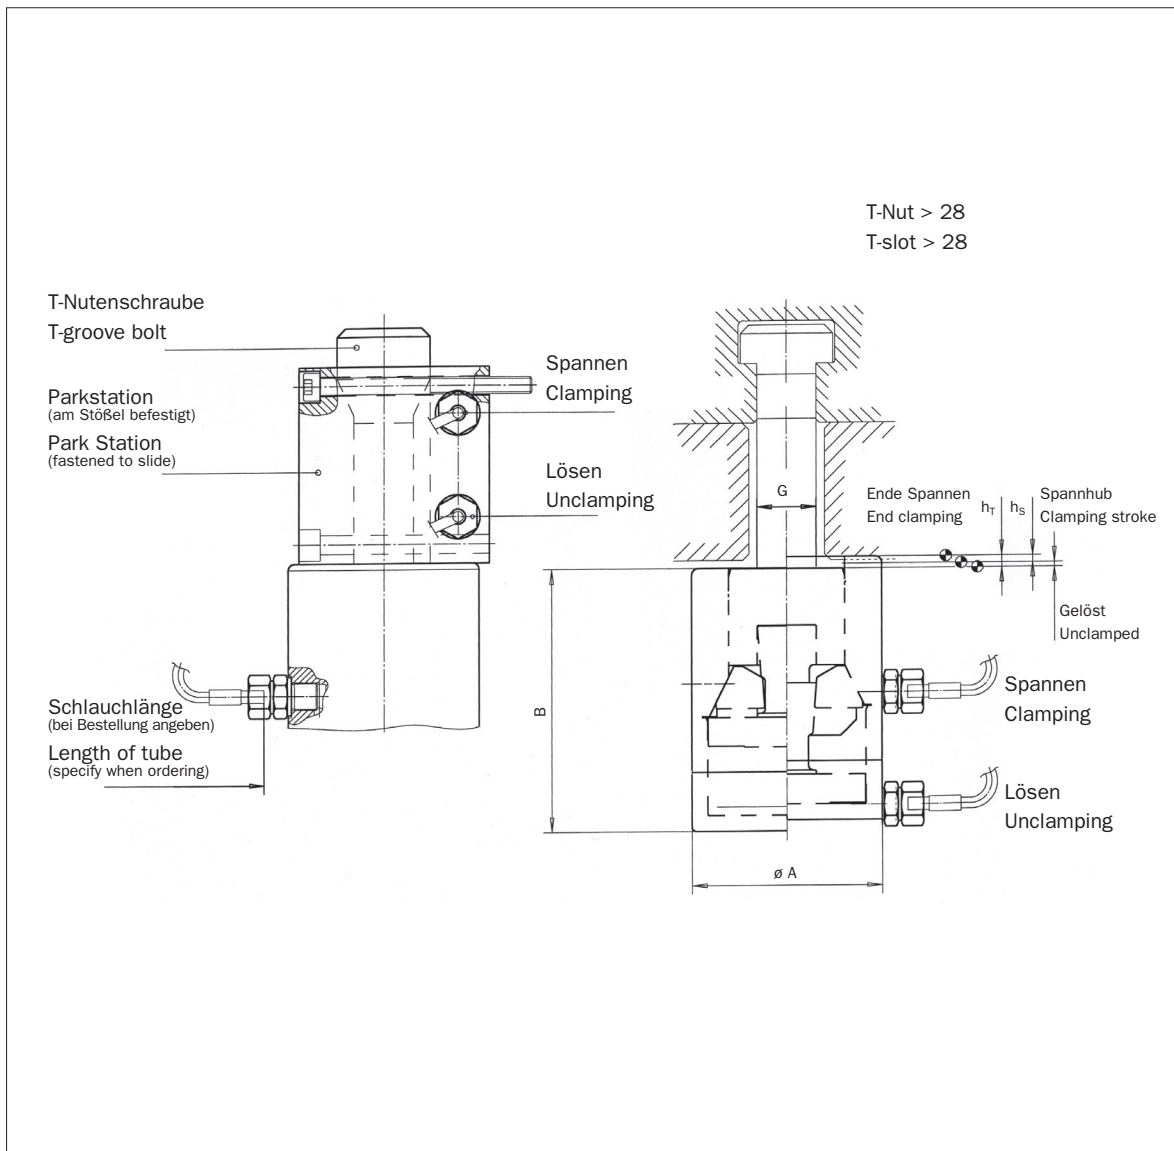 T-Nut > 28
T-slot > 28
T-Nutenschraube
T-groove bolt
Parkstation
(am Stößel befestigt)
Park Station
(fastened to slide)
Spannen
Clamping
Lösen
Unclamping
Schlauchlänge
(bei Bestellung angeben)
Length of tube
(specify when ordering)
G
Ende Spannen
End clamping
hT
hS
Spannhub
Clamping stroke
Gelöst
Unclamped
B
Spannen
Clamping
Lösen
Unclamping
ø A